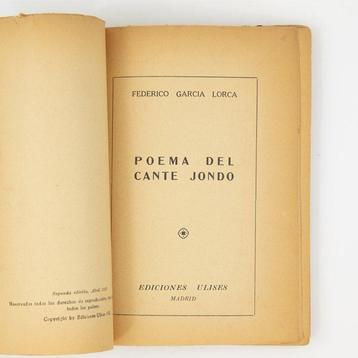 Segunda edición, Abril
Reservados todos los derechos de reproducción
todos los países.
Copyright by Ediciones Ulises
FEDERICO GARCIA LORCA
POEMA DEL
CANTE JONDO
EDICIONES ULISES
MADRID